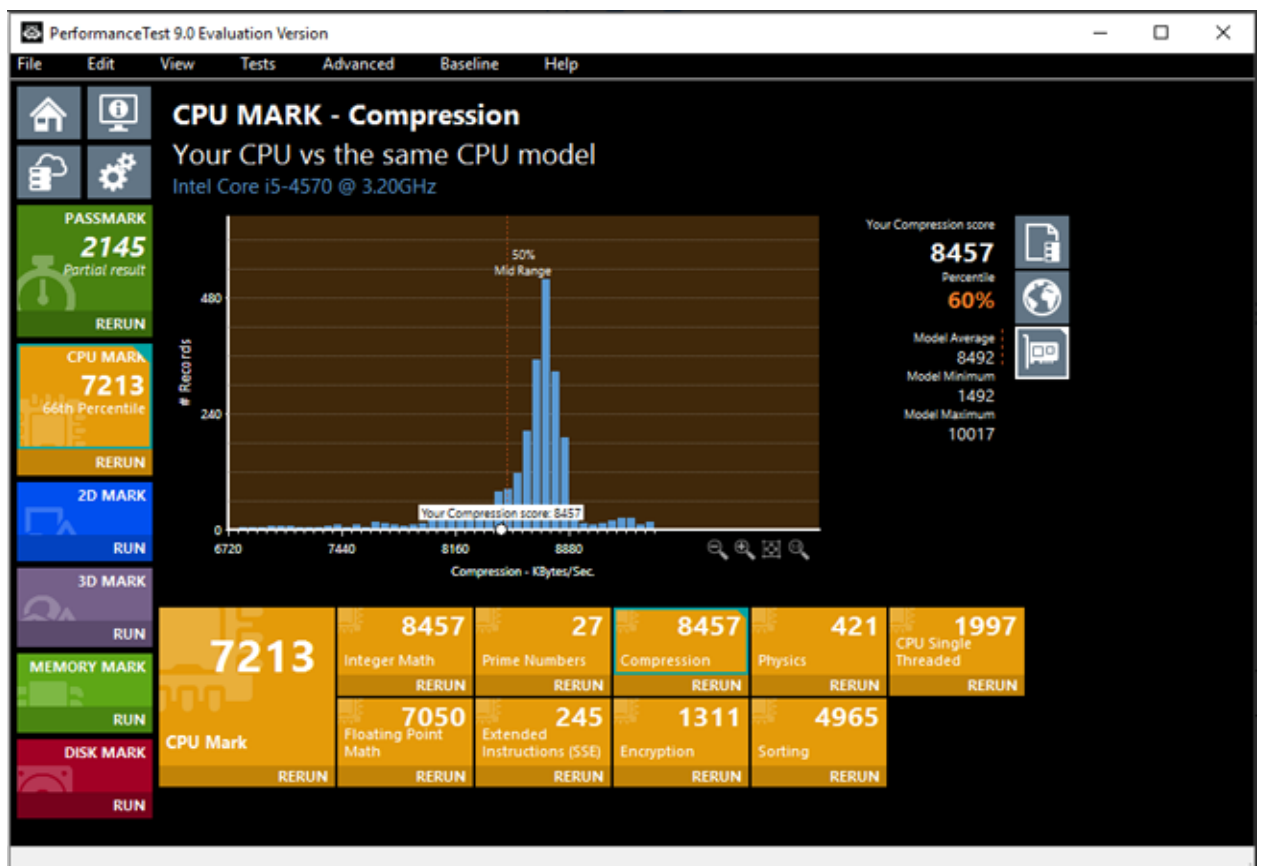 PerformanceTest 9.0 Evaluation Version
File Edit View Tests Advanced Baseline Help
CPU MARK - Compression
Your CPU vs the same CPU model
Intel Core i5-4570 @ 3.20GHz
PASSMARK
2145
Partial result
RERUN
CPU MARK
7213
66th Percentile
RERUN
2D MARK
RUN
3D MARK
RUN
MEMORY MARK
RUN
DISK MARK
RUN
50%
Mid Range
# Records
480
240
0
Your Compression score: 8457
6720 7440 8160 8880
Compression - KBytes/Sec.
Your Compression score
8457
Percentile
60%
Model Average
8492
Model Minimum
1492
Model Maximum
10017
7213
CPU Mark
RERUN
8457
Integer Math
RERUN
27
Prime Numbers
RERUN
8457
Compression
RERUN
421
Physics
RERUN
1997
CPU Single
Threaded
RERUN
7050
Floating Point
Math
RERUN
245
Extended
Instructions (SSE)
RERUN
1311
Encryption
RERUN
4965
Sorting
RERUN